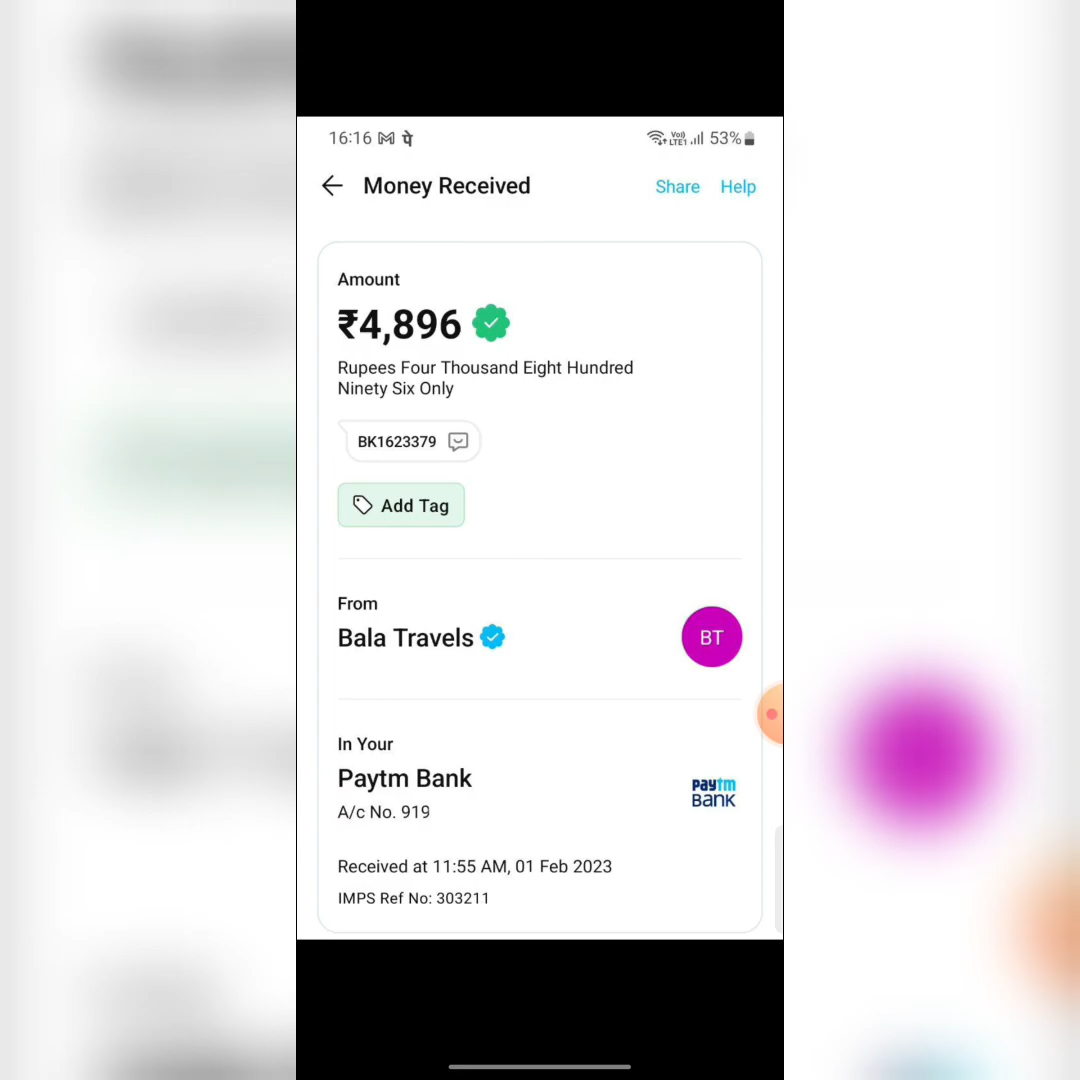 16:16 पे Vo)) LTE1 53%
Money Received Share Help
Amount
₹4,896
Rupees Four Thousand Eight Hundred
Ninety Six Only
BK1623379
Add Tag
From
Bala Travels
BT
In Your
Paytm Bank
paytm
BANK
A/c No. 919
Received at 11:55 AM, 01 Feb 2023
IMPS Ref No: 303211